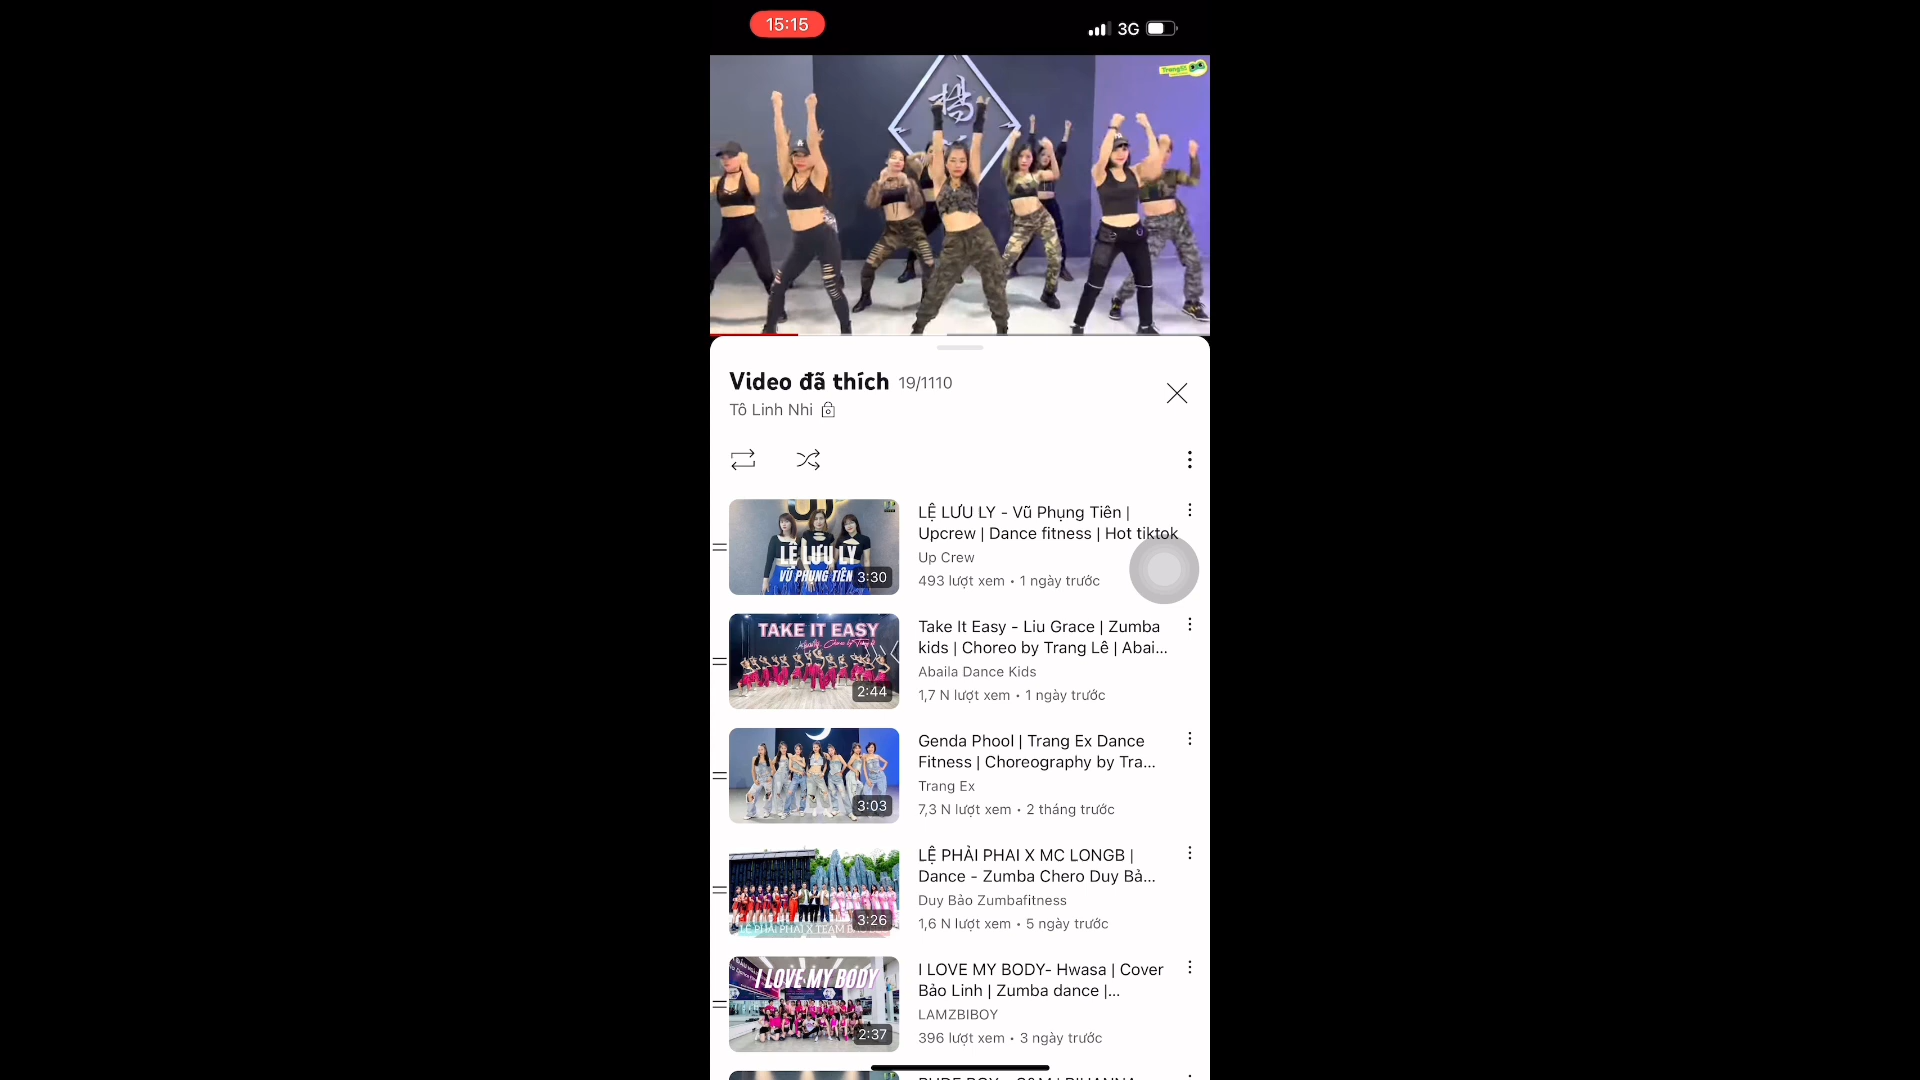 15:15
3G
楊
Video đã thích 19/1110
Tô Linh Nhi
LỆ LƯU LY
VŨ PHỤNG TIÊN
3:30
LỆ LƯU LY - Vũ Phụng Tiên |
Upcrew | Dance fitness | Hot tiktok
Up Crew
493 lượt xem • 1 ngày trước
TAKE IT EASY
2:44
Take It Easy - Liu Grace | Zumba
kids | Choreo by Trang Lê | Abai...
Abaila Dance Kids
1,7 N lượt xem • 1 ngày trước
3:03
Genda Phool | Trang Ex Dance
Fitness | Choreography by Tra...
Trang Ex
7,3 N lượt xem • 2 tháng trước
3:26
LỆ PHẢI PHAI X TEAM
LỆ PHẢI PHAI X MC LONGB |
Dance - Zumba Chero Duy Bả...
Duy Bảo Zumbafitness
1,6 N lượt xem • 5 ngày trước
I LOVE MY BODY
2:37
I LOVE MY BODY- Hwasa | Cover
Bảo Linh | Zumba dance |...
LAMZBIBOY
396 lượt xem • 3 ngày trước